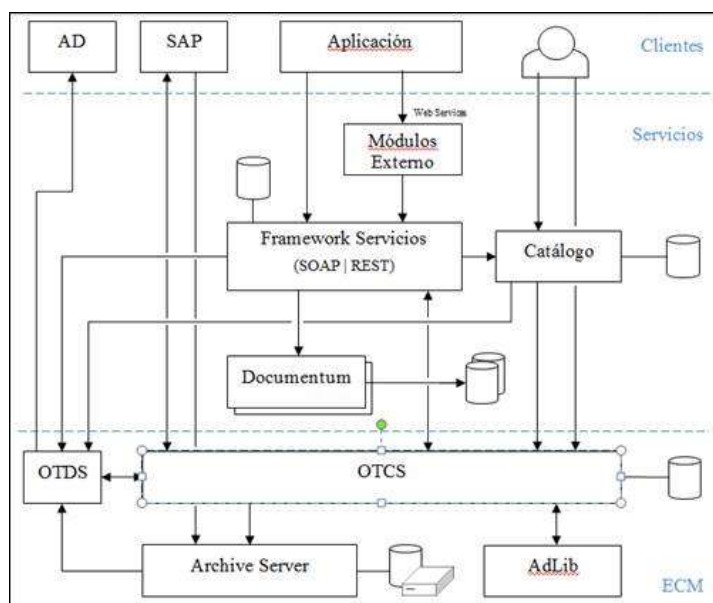 AD
SAP
Aplicación
Clientes
Web Services
Servicios
Módulos
Externo
Framework Servicios
(SOAP | REST)
Catálogo
Documentum
OTDS
OTCS
Archive Server
AdLib
ECM